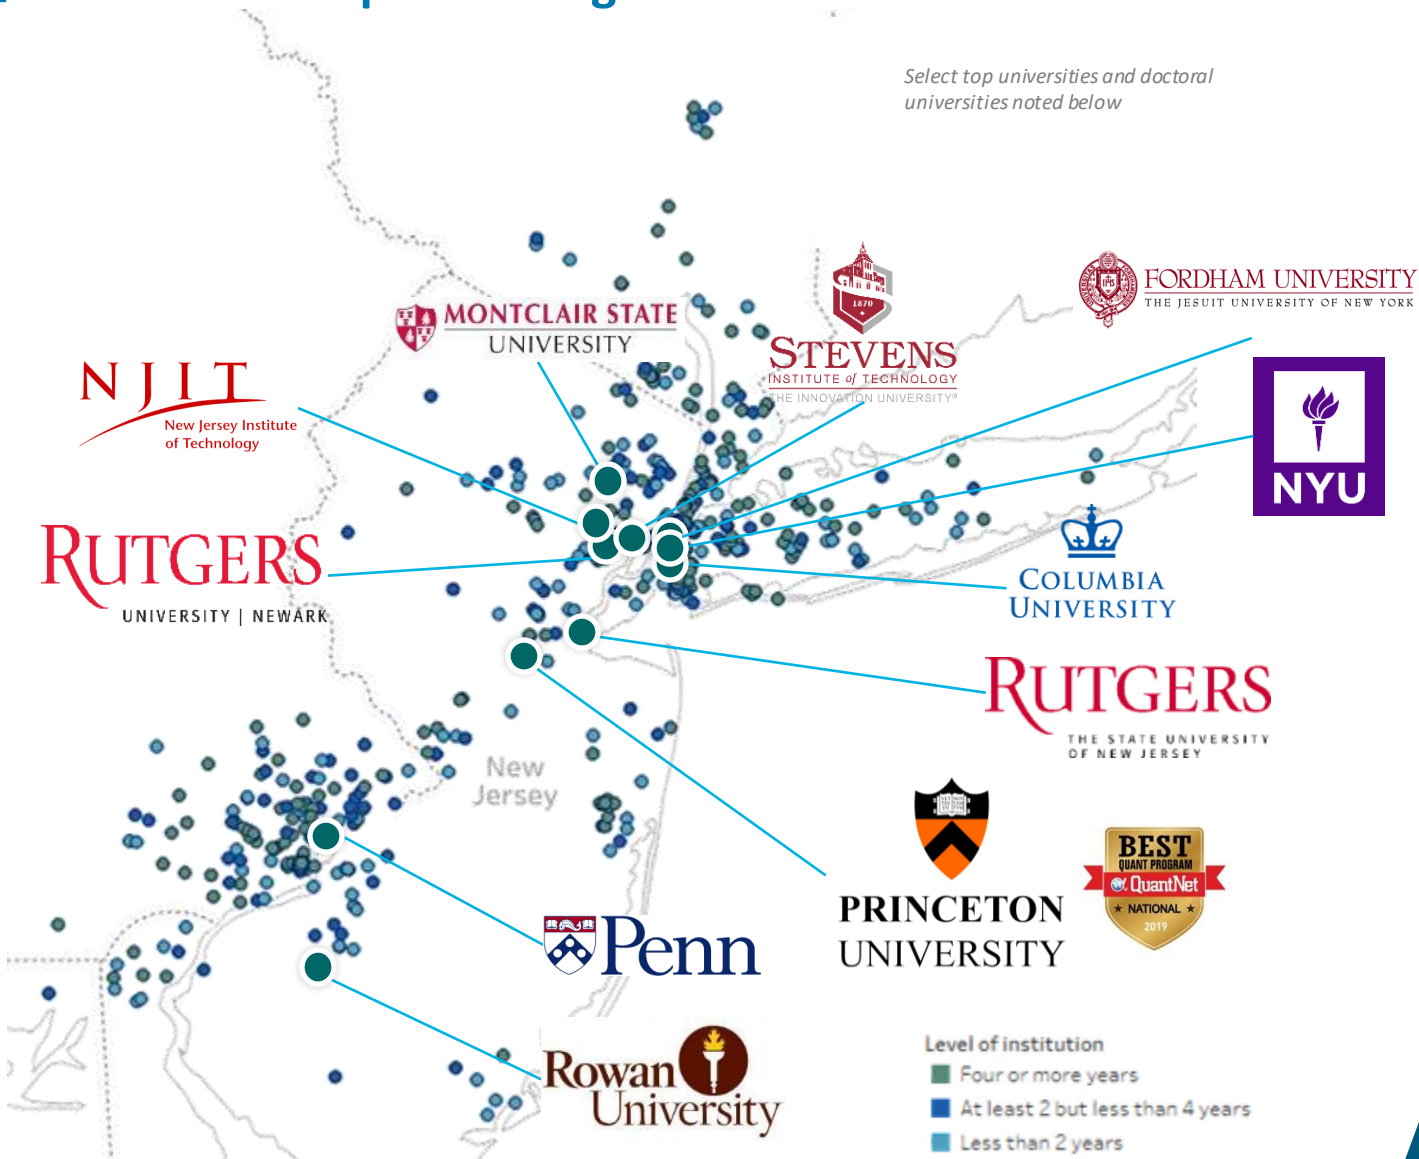 Select top universities and doctoral
universities noted below
MONTCLAIR STATE
UNIVERSITY
1870
STEVENS
INSTITUTE of TECHNOLOGY
THE INNOVATION UNIVERSITY®
FORDHAM UNIVERSITY
THE JESUIT UNIVERSITY OF NEW YORK
NJIT
New Jersey Institute
of Technology
NYU
RUTGERS
UNIVERSITY | NEWARK
COLUMBIA
UNIVERSITY
RUTGERS
THE STATE UNIVERSITY
OF NEW JERSEY
New
Jersey
PRINCETON
UNIVERSITY
BEST
QUANT PROGRAM
QuantNet
NATIONAL
2019
Penn
Rowan
University
Level of institution
Four or more years
At least 2 but less than 4 years
Less than 2 years